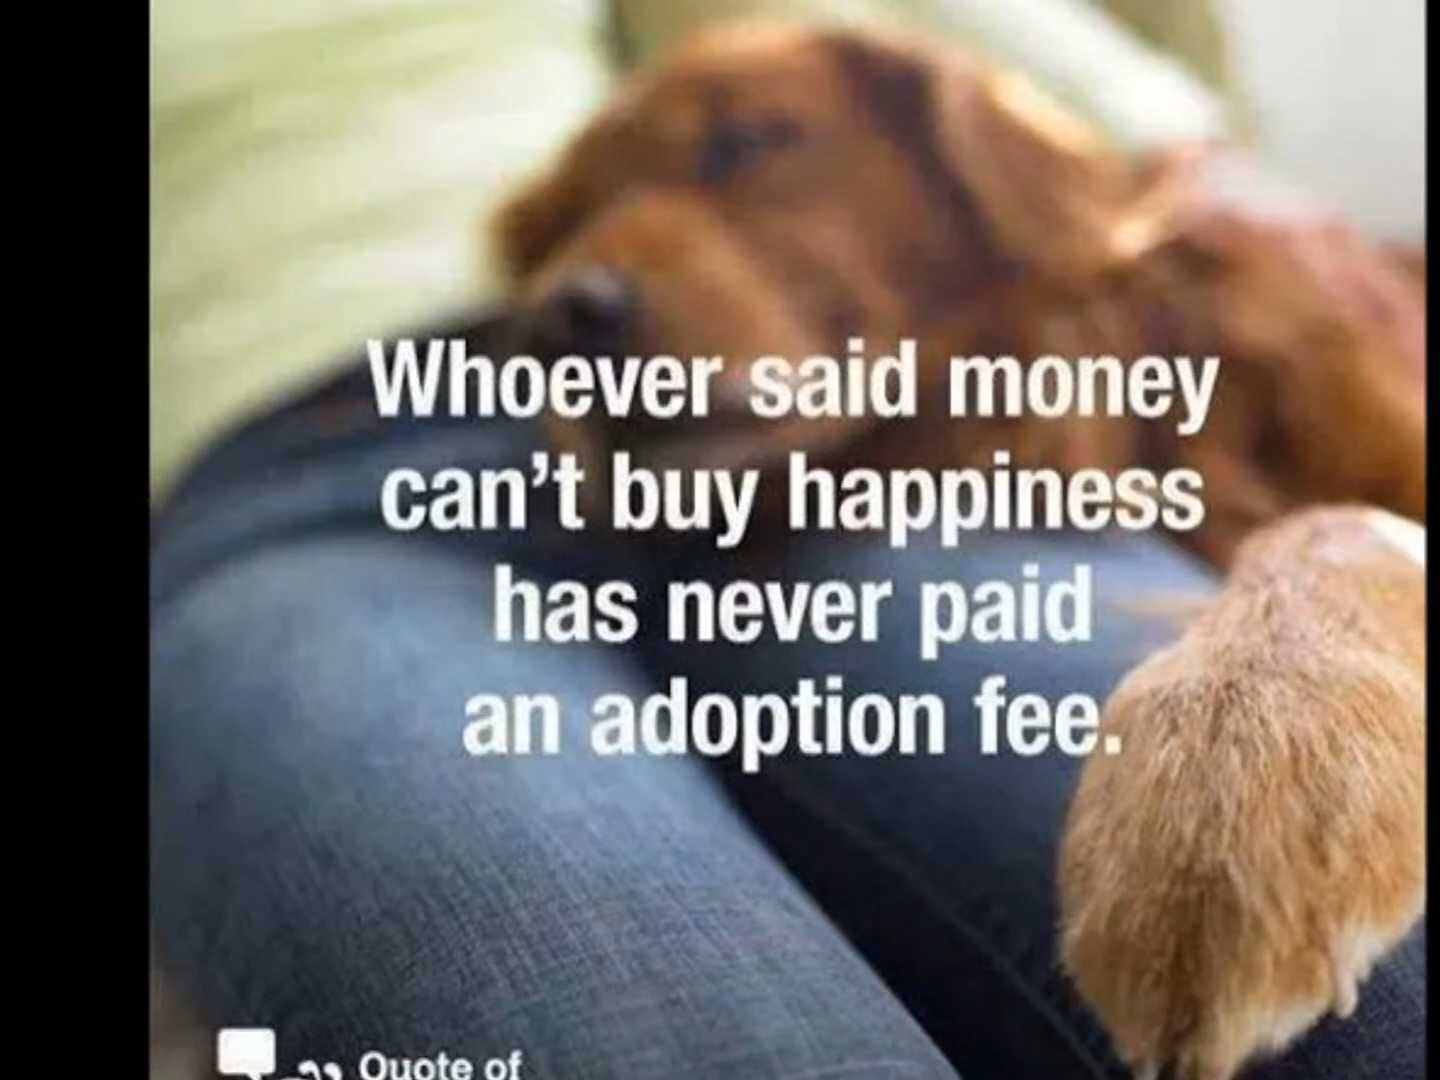 Whoever said money
can't buy happiness
has never paid
an adoption fee.
Quote of